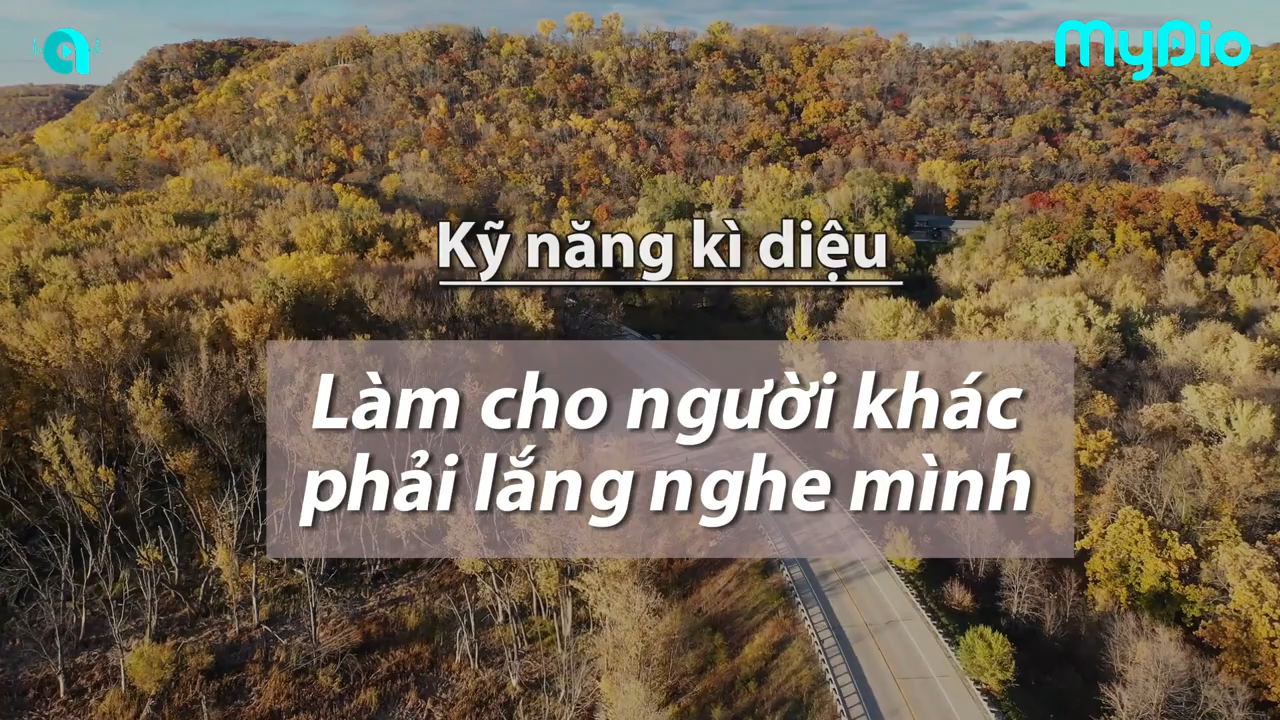 MyDio
Kỹ năng kì diệu
Làm cho người khác
phải lắng nghe mình